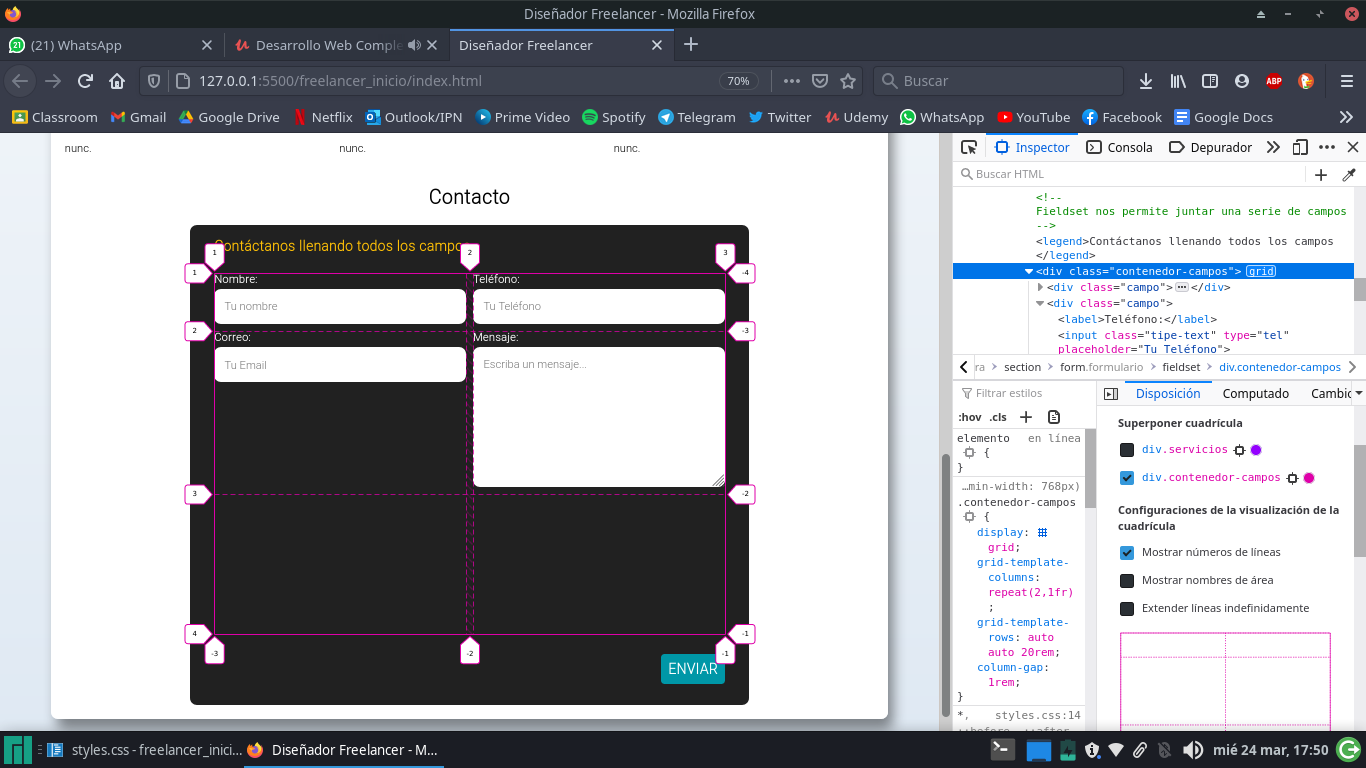 Diseñador Freelancer - Mozilla Firefox
21 (21) WhatsApp
Desarrollo Web Comple
Diseñador Freelancer
127.0.0.1:5500/freelancer_inicio/index.html 70% Buscar ABP
Classroom Gmail Google Drive Netflix Outlook/IPN Prime Video Spotify Telegram Twitter Udemy WhatsApp YouTube Facebook Google Docs
nunc. nunc. nunc.
Contacto
Contáctanos llenando todos los campos
1 2 3
1 -4
Nombre: Teléfono:
Tu nombre Tu Teléfono
2 -3
Correo: Mensaje:
Tu Email Escriba un mensaje...
3 -2
4 -1
-3 -2 -1
ENVIAR
Inspector Consola Depurador
Buscar HTML
<!--
Fieldset nos permite juntar una serie de campos
-->
<legend>Contáctanos llenando todos los campos
</legend>
<div class="contenedor-campos"> grid
<div class="campo"></div>
<div class="campo">
<label>Teléfono:</label>
<input class="tipe-text" type="tel"
placeholder="Tu Teléfono">
ra section form.formulario fieldset div.contenedor-campos
Filtrar estilos
:hov .cls
elemento en línea
{
}
…min-width: 768px)
.contenedor-campos
{
display:
grid;
grid-template-
columns:
repeat(2,1fr)
;
grid-template-
rows: auto
auto 20rem;
column-gap:
1rem;
}
*, styles.css:14
Disposición Computado Cambio
Superponer cuadrícula
div.servicios
div.contenedor-campos
Configuraciones de la visualización de la
cuadrícula
Mostrar números de líneas
Mostrar nombres de área
Extender líneas indefinidamente
styles.css - freelancer_inici...
Diseñador Freelancer - M...
mié 24 mar, 17:50